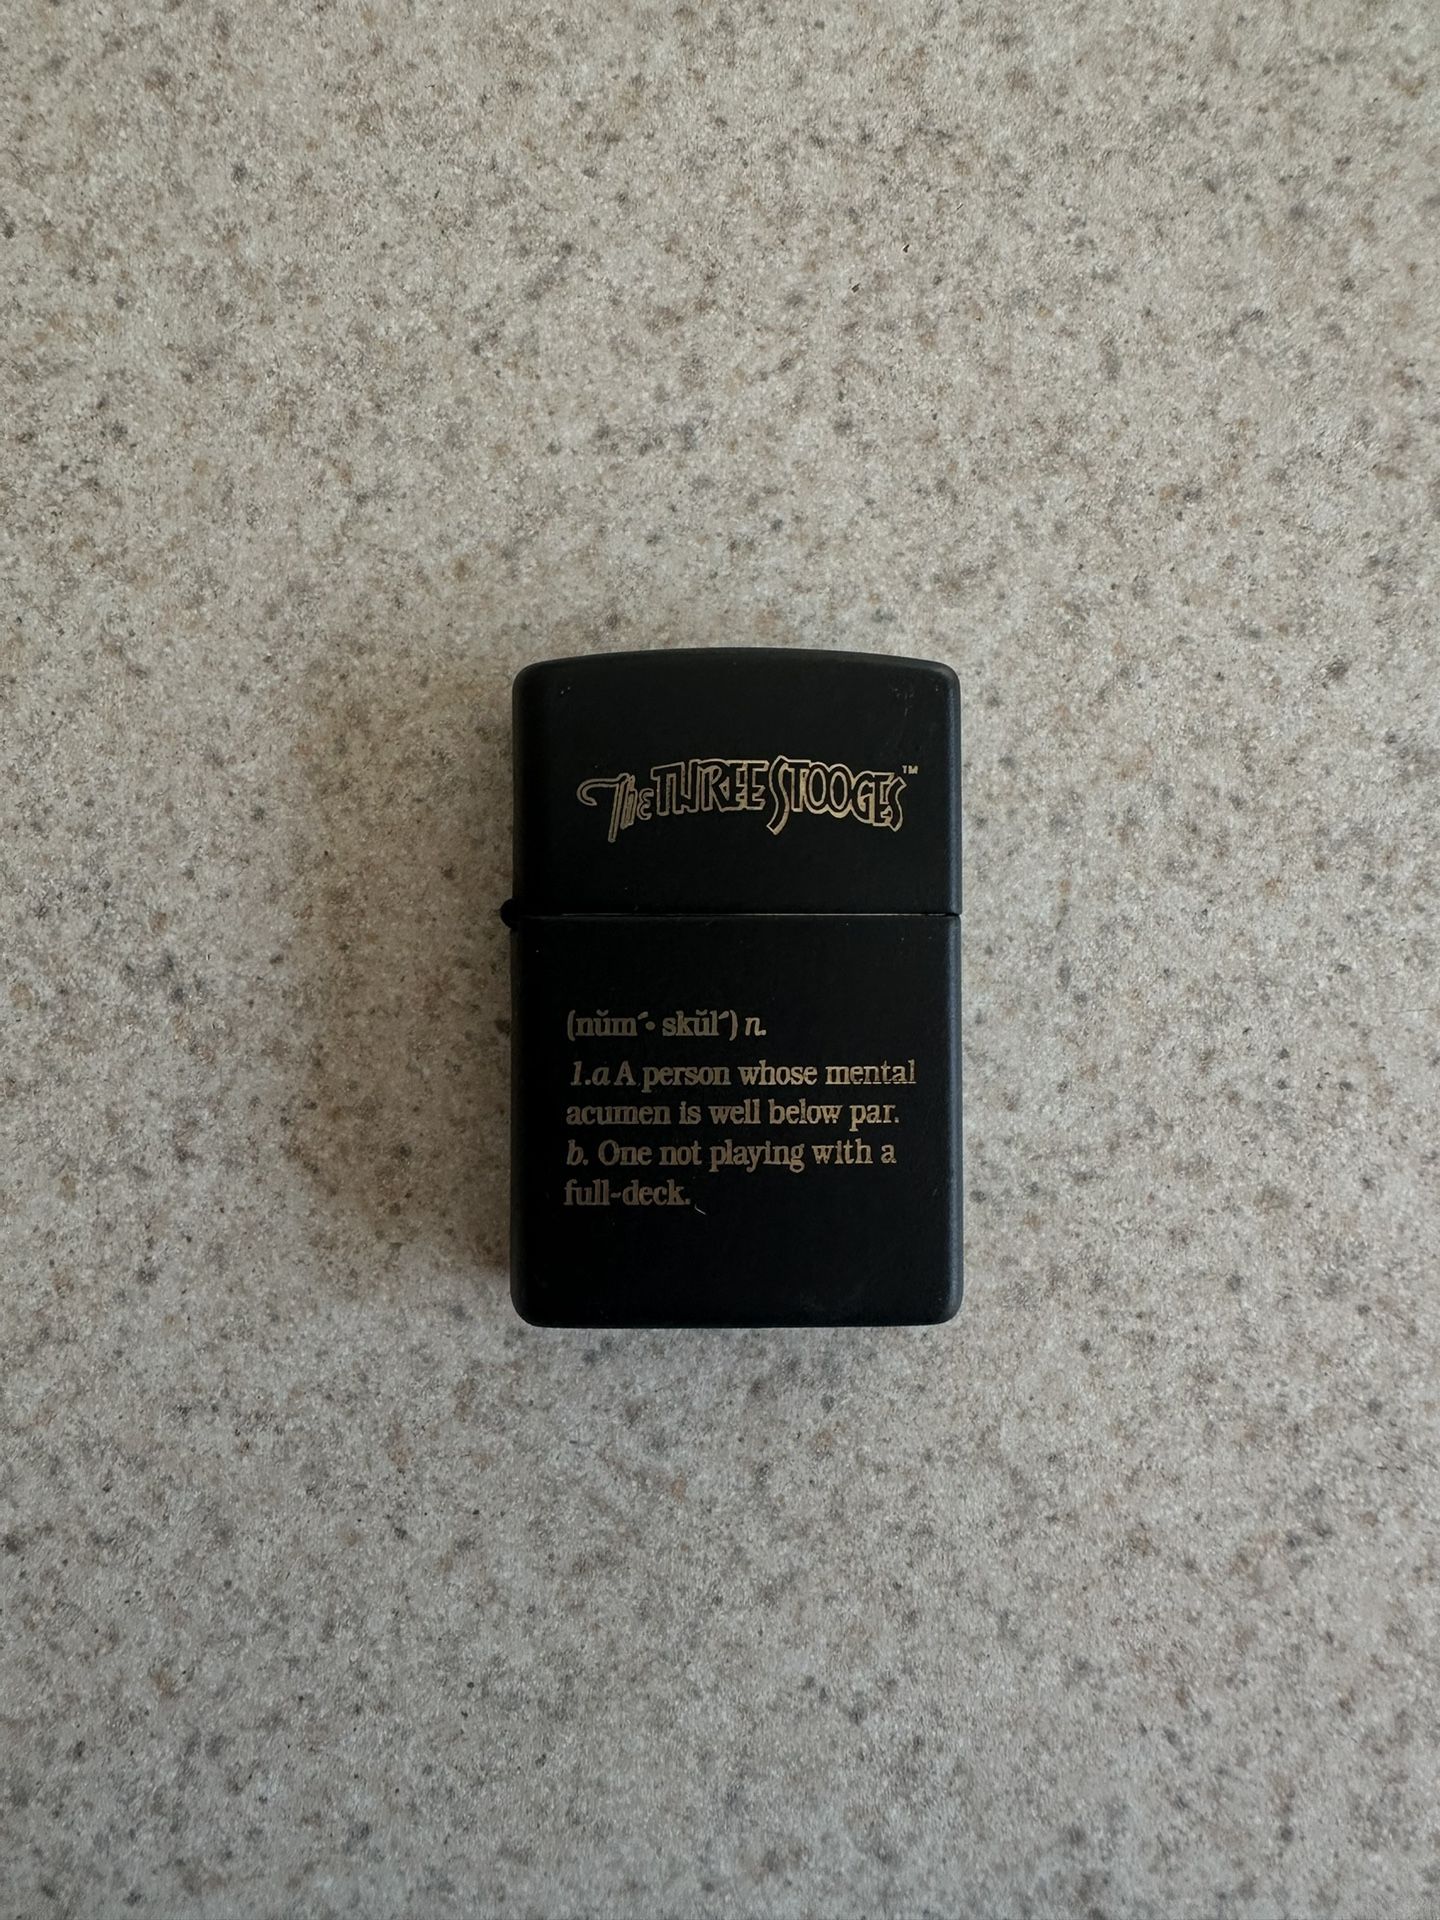 The THREE STOOGES™
(nŭm´• skŭl´) n.
1.a A person whose mental
acumen is well below par.
b. One not playing with a
full-deck.